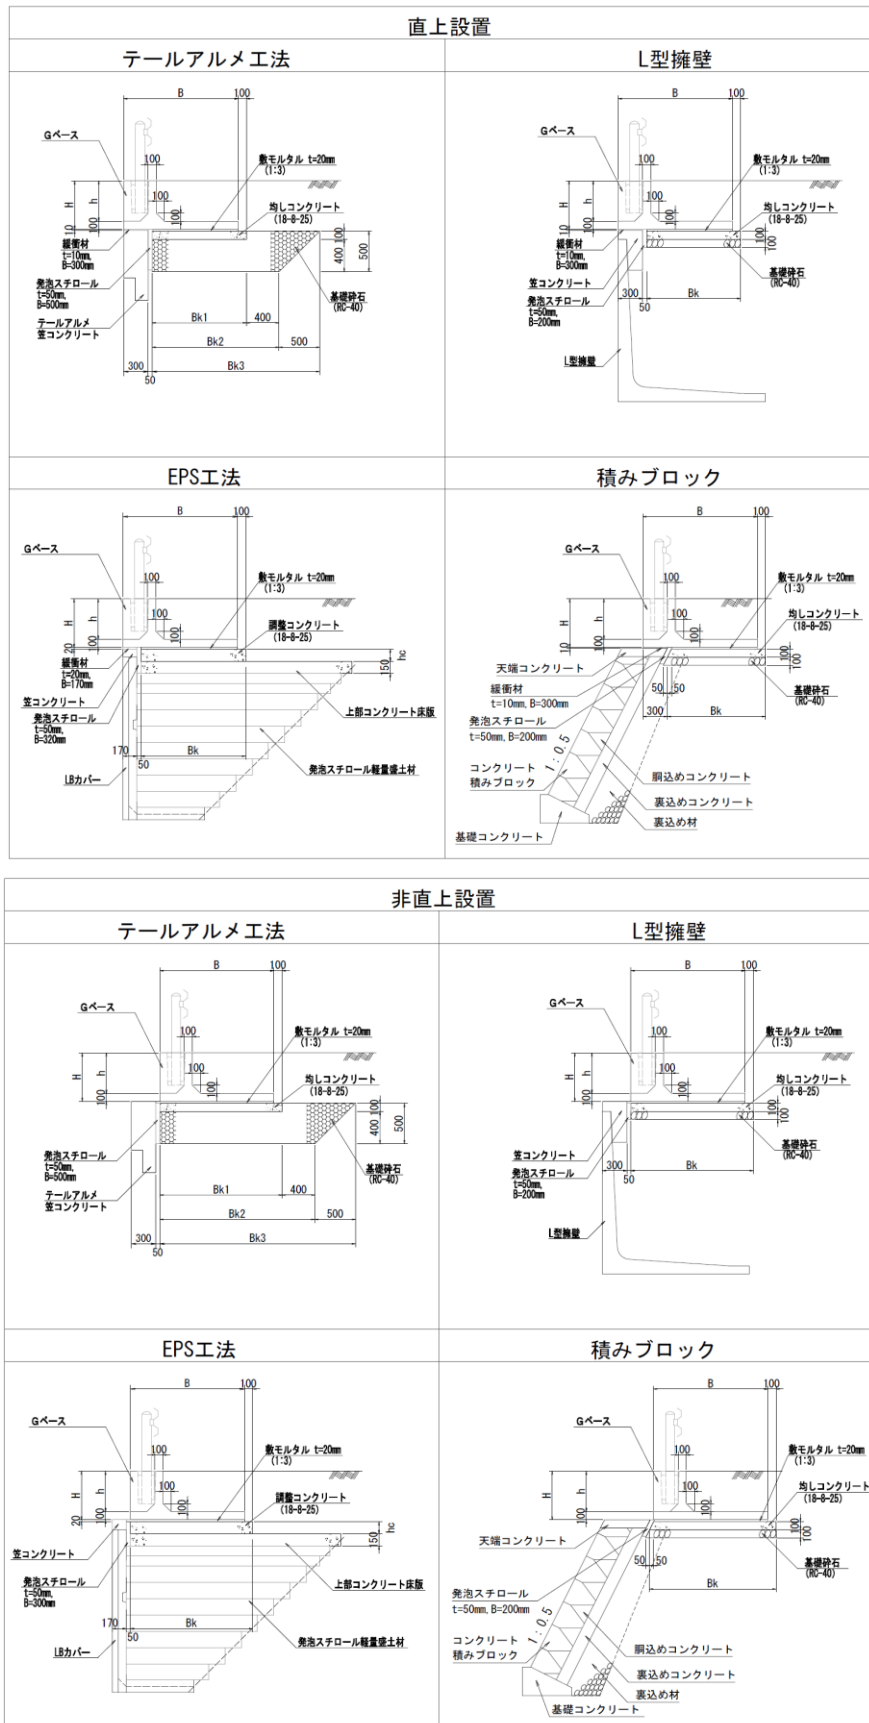 直上設置
テールアルメ工法
B
100
Gベース
100
敷モルタル t=20mm
(1:3)
H
h
100
100
均しコンクリート
(18-8-25)
10
100
緩衝材
t=10mm,
B=300mm
100
400
500
発泡スチロール
t=50mm,
B=500mm
基礎砕石
(RC-40)
テールアルメ
笠コンクリート
Bk1
400
Bk2
500
300
Bk3
50
L型擁壁
B
100
Gベース
100
敷モルタル t=20mm
(1:3)
H
h
100
100
均しコンクリート
(18-8-25)
10
100
緩衝材
t=10mm,
B=300mm
100
100
基礎砕石
(RC-40)
笠コンクリート
発泡スチロール
t=50mm,
B=200mm
300
Bk
50
L型擁壁
EPS工法
B
100
Gベース
100
敷モルタル t=20mm
(1:3)
H
h
100
100
調整コンクリート
(18-8-25)
20
100
hc
150
緩衝材
t=20mm,
B=170mm
笠コンクリート
上部コンクリート床版
発泡スチロール
t=50mm,
B=320mm
170
Bk
50
発泡スチロール軽量盛土材
LBカバー
積みブロック
B
100
Gベース
100
敷モルタル t=20mm
(1:3)
H
h
100
100
均しコンクリート
(18-8-25)
10
100
100
100
天端コンクリート
緩衝材
t=10mm, B=300mm
50
50
基礎砕石
(RC-40)
300
Bk
発泡スチロール
t=50mm, B=200mm
1:0.5
コンクリート
積みブロック
胴込めコンクリート
裏込めコンクリート
裏込め材
基礎コンクリート
非直上設置
テールアルメ工法
B
100
Gベース
100
敷モルタル t=20mm
(1:3)
H
h
100
100
均しコンクリート
(18-8-25)
100
100
400
500
発泡スチロール
t=50mm,
B=500mm
基礎砕石
(RC-40)
テールアルメ
笠コンクリート
Bk1
400
Bk2
500
300
Bk3
50
L型擁壁
B
100
Gベース
100
敷モルタル t=20mm
(1:3)
H
h
100
100
均しコンクリート
(18-8-25)
100
100
100
基礎砕石
(RC-40)
笠コンクリート
発泡スチロール
t=50mm,
B=200mm
300
50
Bk
L型擁壁
EPS工法
B
100
Gベース
100
敷モルタル t=20mm
(1:3)
H
h
100
100
調整コンクリート
(18-8-25)
20
100
hc
150
笠コンクリート
上部コンクリート床版
発泡スチロール
t=50mm,
B=300mm
170
50
Bk
発泡スチロール軽量盛土材
LBカバー
積みブロック
B
100
Gベース
100
敷モルタル t=20mm
(1:3)
H
h
100
100
均しコンクリート
(18-8-25)
100
100
100
天端コンクリート
基礎砕石
(RC-40)
50
50
Bk
発泡スチロール
t=50mm, B=200mm
1:0.5
コンクリート
積みブロック
胴込めコンクリート
裏込めコンクリート
裏込め材
基礎コンクリート